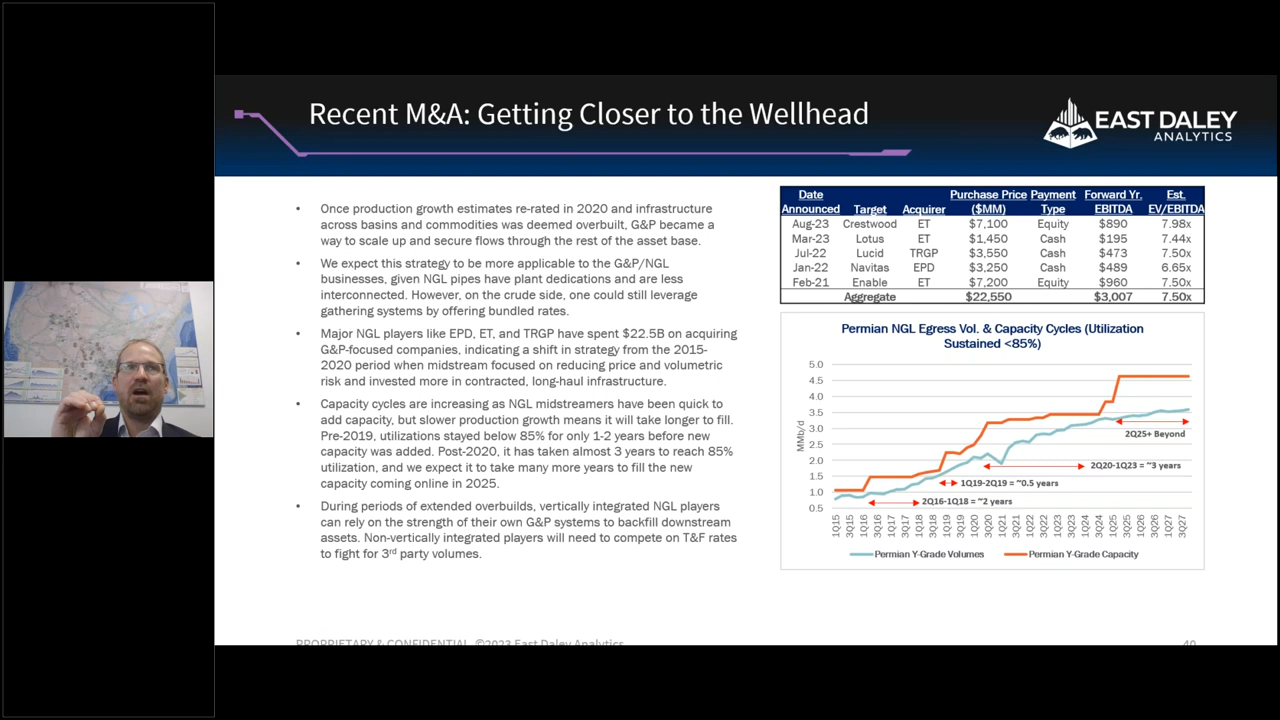 Recent M&A: Getting Closer to the Wellhead
EAST DALEY
ANALYTICS
• Once production growth estimates re-rated in 2020 and infrastructure
across basins and commodities was deemed overbuilt, G&P became a
way to scale up and secure flows through the rest of the asset base.
• We expect this strategy to be more applicable to the G&P/NGL
businesses, given NGL pipes have plant dedications and are less
interconnected. However, on the crude side, one could still leverage
gathering systems by offering bundled rates.
• Major NGL players like EPD, ET, and TRGP have spent $22.5B on acquiring
G&P-focused companies, indicating a shift in strategy from the 2015-
2020 period when midstream focused on reducing price and volumetric
risk and invested more in contracted, long-haul infrastructure.
• Capacity cycles are increasing as NGL midstreamers have been quick to
add capacity, but slower production growth means it will take longer to fill.
Pre-2019, utilizations stayed below 85% for only 1-2 years before new
capacity was added. Post-2020, it has taken almost 3 years to reach 85%
utilization, and we expect it to take many more years to fill the new
capacity coming online in 2025.
• During periods of extended overbuilds, vertically integrated NGL players
can rely on the strength of their own G&P systems to backfill downstream
assets. Non-vertically integrated players will need to compete on T&F rates
to fight for 3rd party volumes.
Date Purchase Price Payment Forward Yr. Est.
Announced Target Acquirer ($MM) Type EBITDA EV/EBITDA
Aug-23 Crestwood ET $7,100 Equity $890 7.98x
Mar-23 Lotus ET $1,450 Cash $195 7.44x
Jul-22 Lucid TRGP $3,550 Cash $473 7.50x
Jan-22 Navitas EPD $3,250 Cash $489 6.65x
Feb-21 Enable ET $7,200 Equity $960 7.50x
Aggregate $22,550 $3,007 7.50x
Permian NGL Egress Vol. & Capacity Cycles (Utilization
Sustained <85%)
5.0
4.5
4.0
3.5
3.0
2.5
2.0
1.5
1.0
0.5
MMb/d
2Q25+ Beyond
2Q20-1Q23 = ~3 years
1Q19-2Q19 = ~0.5 years
2Q16-1Q18 = ~2 years
1Q15 3Q15 1Q16 3Q16 1Q17 3Q17 1Q18 3Q18 1Q19 3Q19 1Q20 3Q20 1Q21 3Q21 1Q22 3Q22 1Q23 3Q23 1Q24 3Q24 1Q25 3Q25 1Q26 3Q26 1Q27 3Q27
Permian Y-Grade Volumes Permian Y-Grade Capacity
PROPRIETARY & CONFIDENTIAL ©2023 East Daley Analytics
40